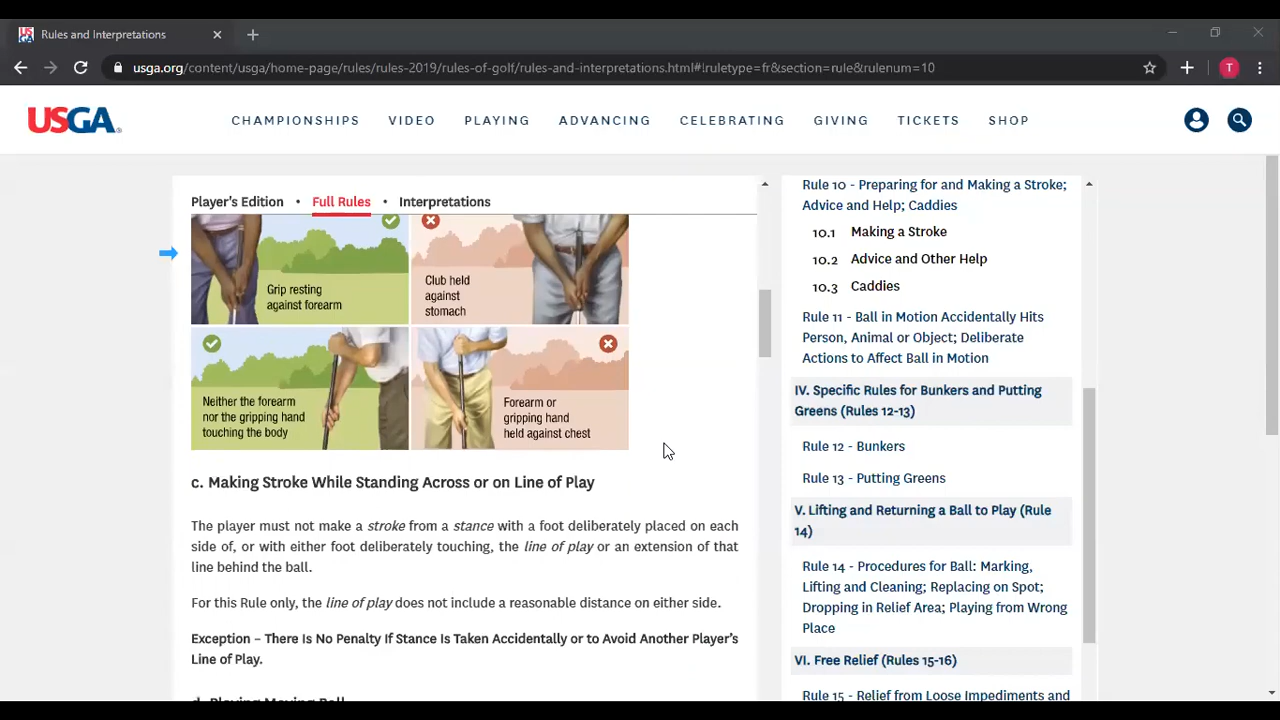 Rules and Interpretations
usga.org/content/usga/home-page/rules/rules-2019/rules-of-golf/rules-and-interpretations.html#!ruletype=fr&section=rule&rulenum=10
T
USGA
CHAMPIONSHIPS VIDEO PLAYING ADVANCING CELEBRATING GIVING TICKETS SHOP
Player's Edition • Full Rules • Interpretations
Grip resting
against forearm
Club held
against
stomach
Neither the forearm
nor the gripping hand
touching the body
Forearm or
gripping hand
held against chest
c. Making Stroke While Standing Across or on Line of Play
The player must not make a stroke from a stance with a foot deliberately placed on each
side of, or with either foot deliberately touching, the line of play or an extension of that
line behind the ball.
For this Rule only, the line of play does not include a reasonable distance on either side.
Exception – There Is No Penalty If Stance Is Taken Accidentally or to Avoid Another Player's
Line of Play.
d. Playing Moving Ball
Rule 10 - Preparing for and Making a Stroke;
Advice and Help; Caddies
10.1 Making a Stroke
10.2 Advice and Other Help
10.3 Caddies
Rule 11 - Ball in Motion Accidentally Hits
Person, Animal or Object; Deliberate
Actions to Affect Ball in Motion
IV. Specific Rules for Bunkers and Putting
Greens (Rules 12-13)
Rule 12 - Bunkers
Rule 13 - Putting Greens
V. Lifting and Returning a Ball to Play (Rule
14)
Rule 14 - Procedures for Ball: Marking,
Lifting and Cleaning; Replacing on Spot;
Dropping in Relief Area; Playing from Wrong
Place
VI. Free Relief (Rules 15-16)
Rule 15 - Relief from Loose Impediments and